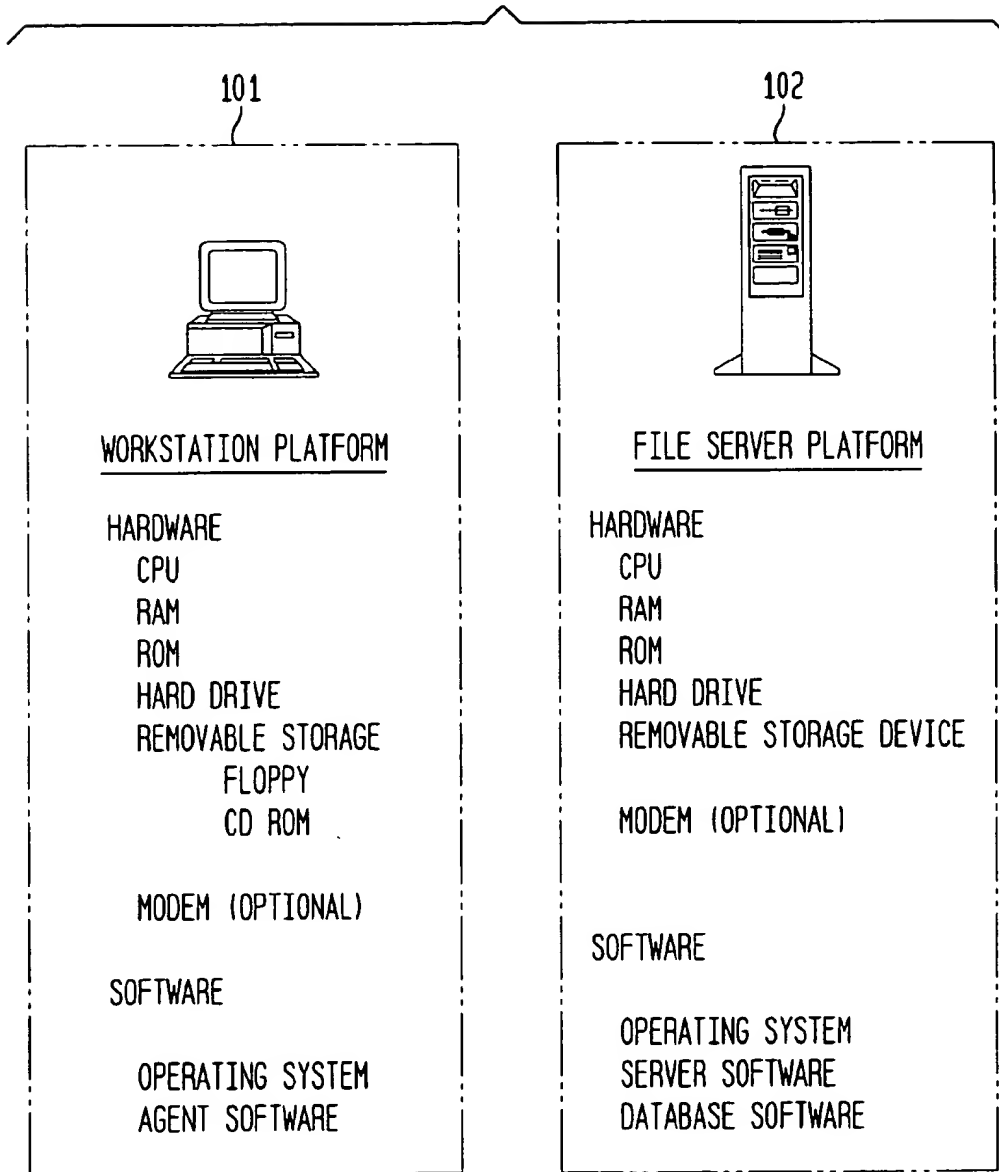 101
WORKSTATION PLATFORM
HARDWARE
CPU
RAM
ROM
HARD DRIVE
REMOVABLE STORAGE
FLOPPY
CD ROM
MODEM (OPTIONAL)
SOFTWARE
OPERATING SYSTEM
AGENT SOFTWARE
102
FILE SERVER PLATFORM
HARDWARE
CPU
RAM
ROM
HARD DRIVE
REMOVABLE STORAGE DEVICE
MODEM (OPTIONAL)
SOFTWARE
OPERATING SYSTEM
SERVER SOFTWARE
DATABASE SOFTWARE